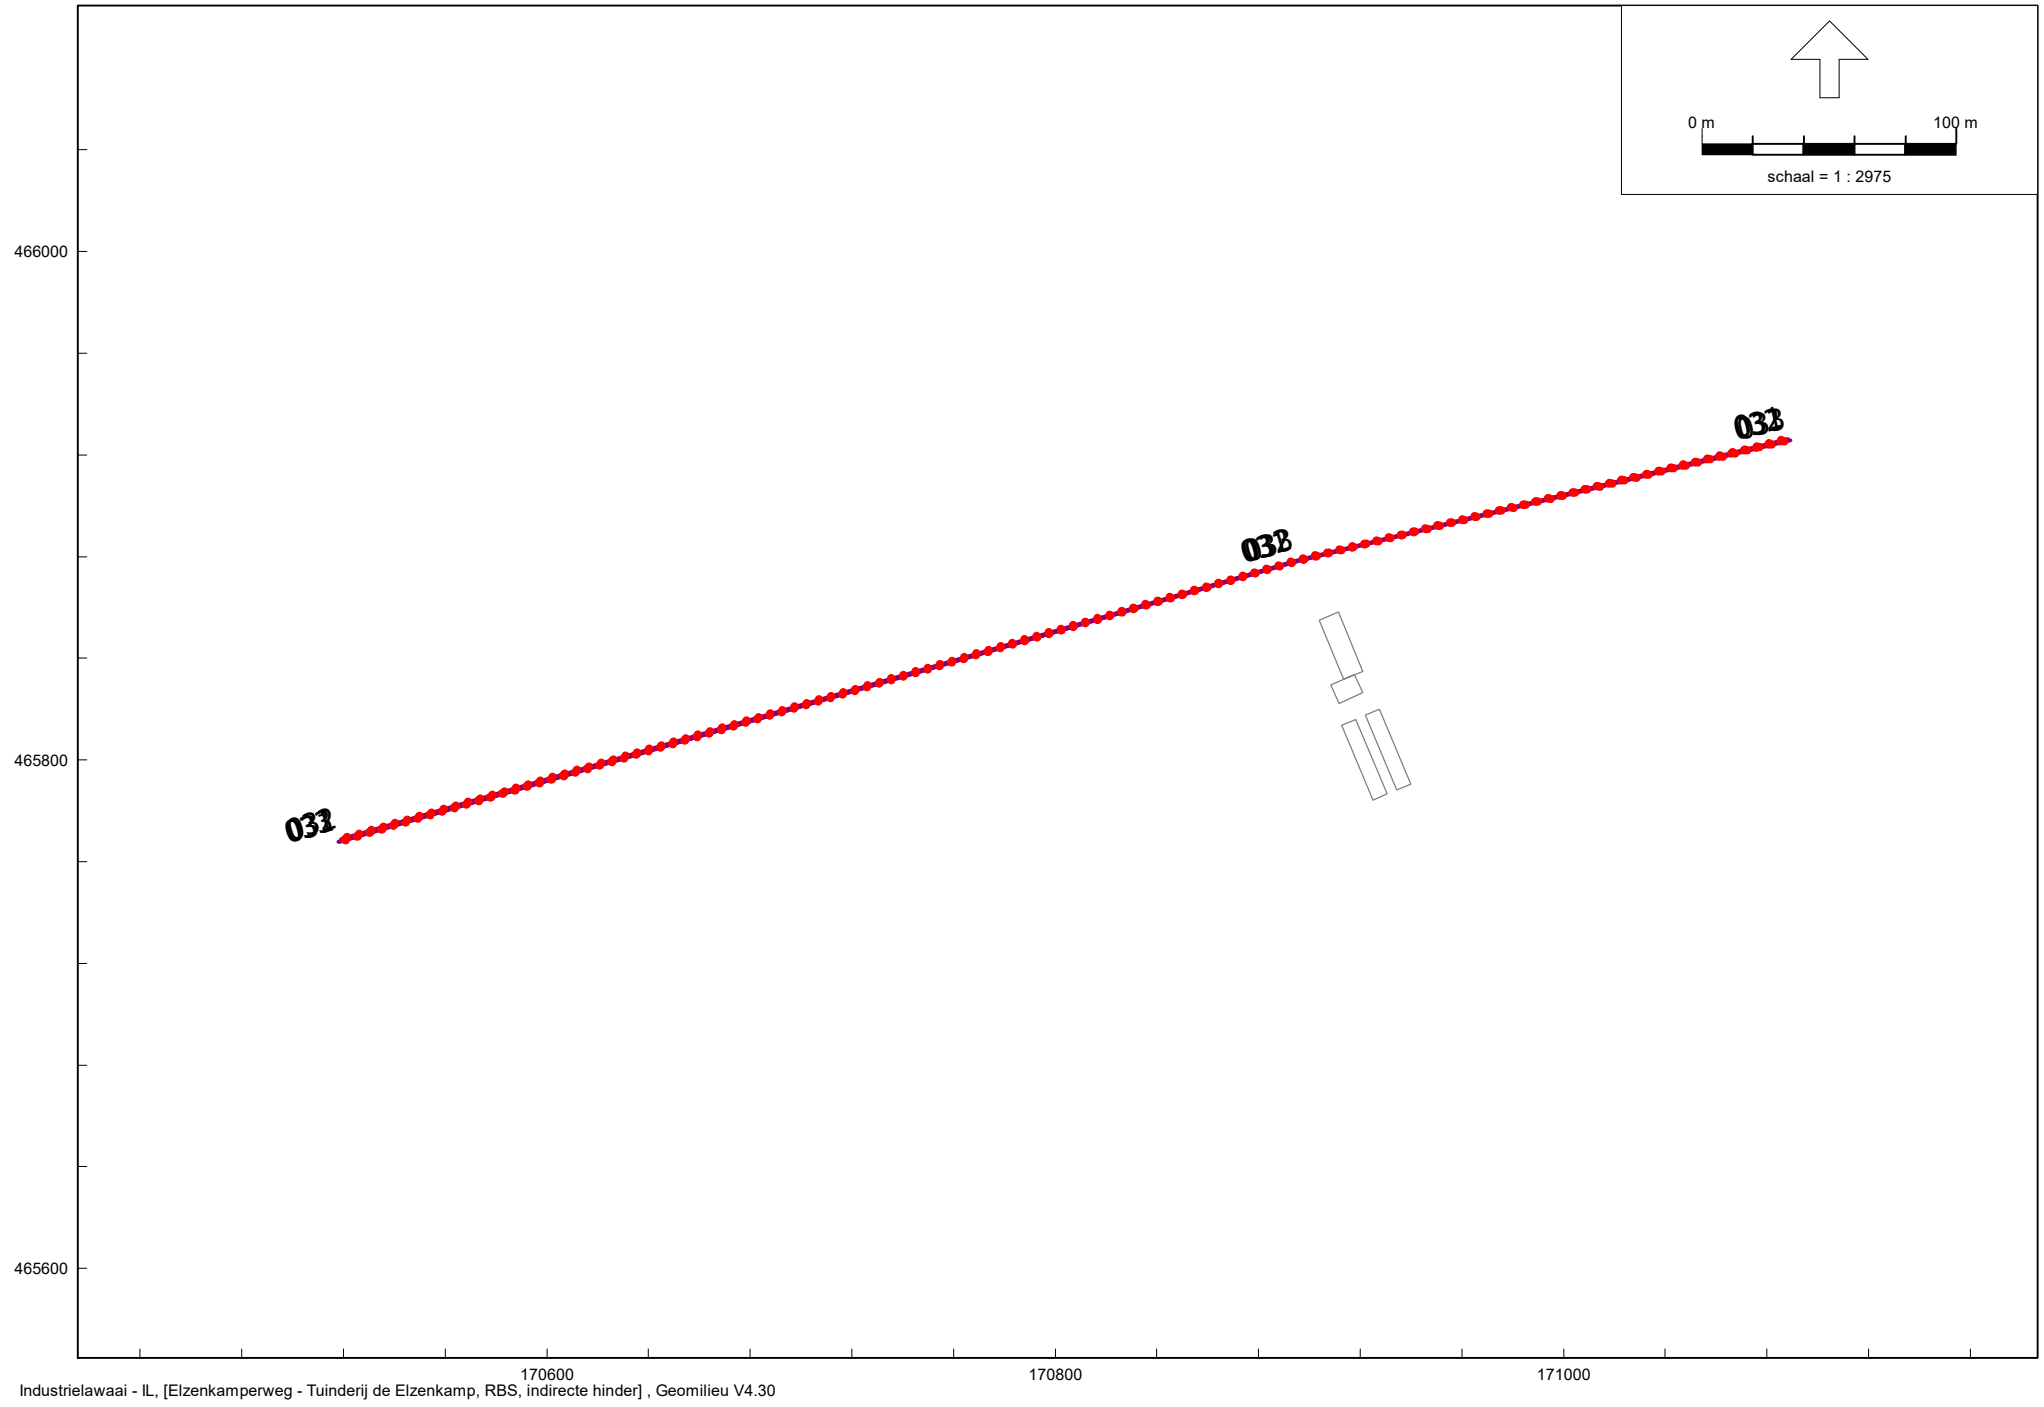 0 m 100 m
schaal = 1 : 2975
466000
465800
465600
170600 170800 171000
Industrielawaai - IL, [Elzenkamperweg - Tuinderij de Elzenkamp, RBS, indirecte hinder] , Geomilieu V4.30